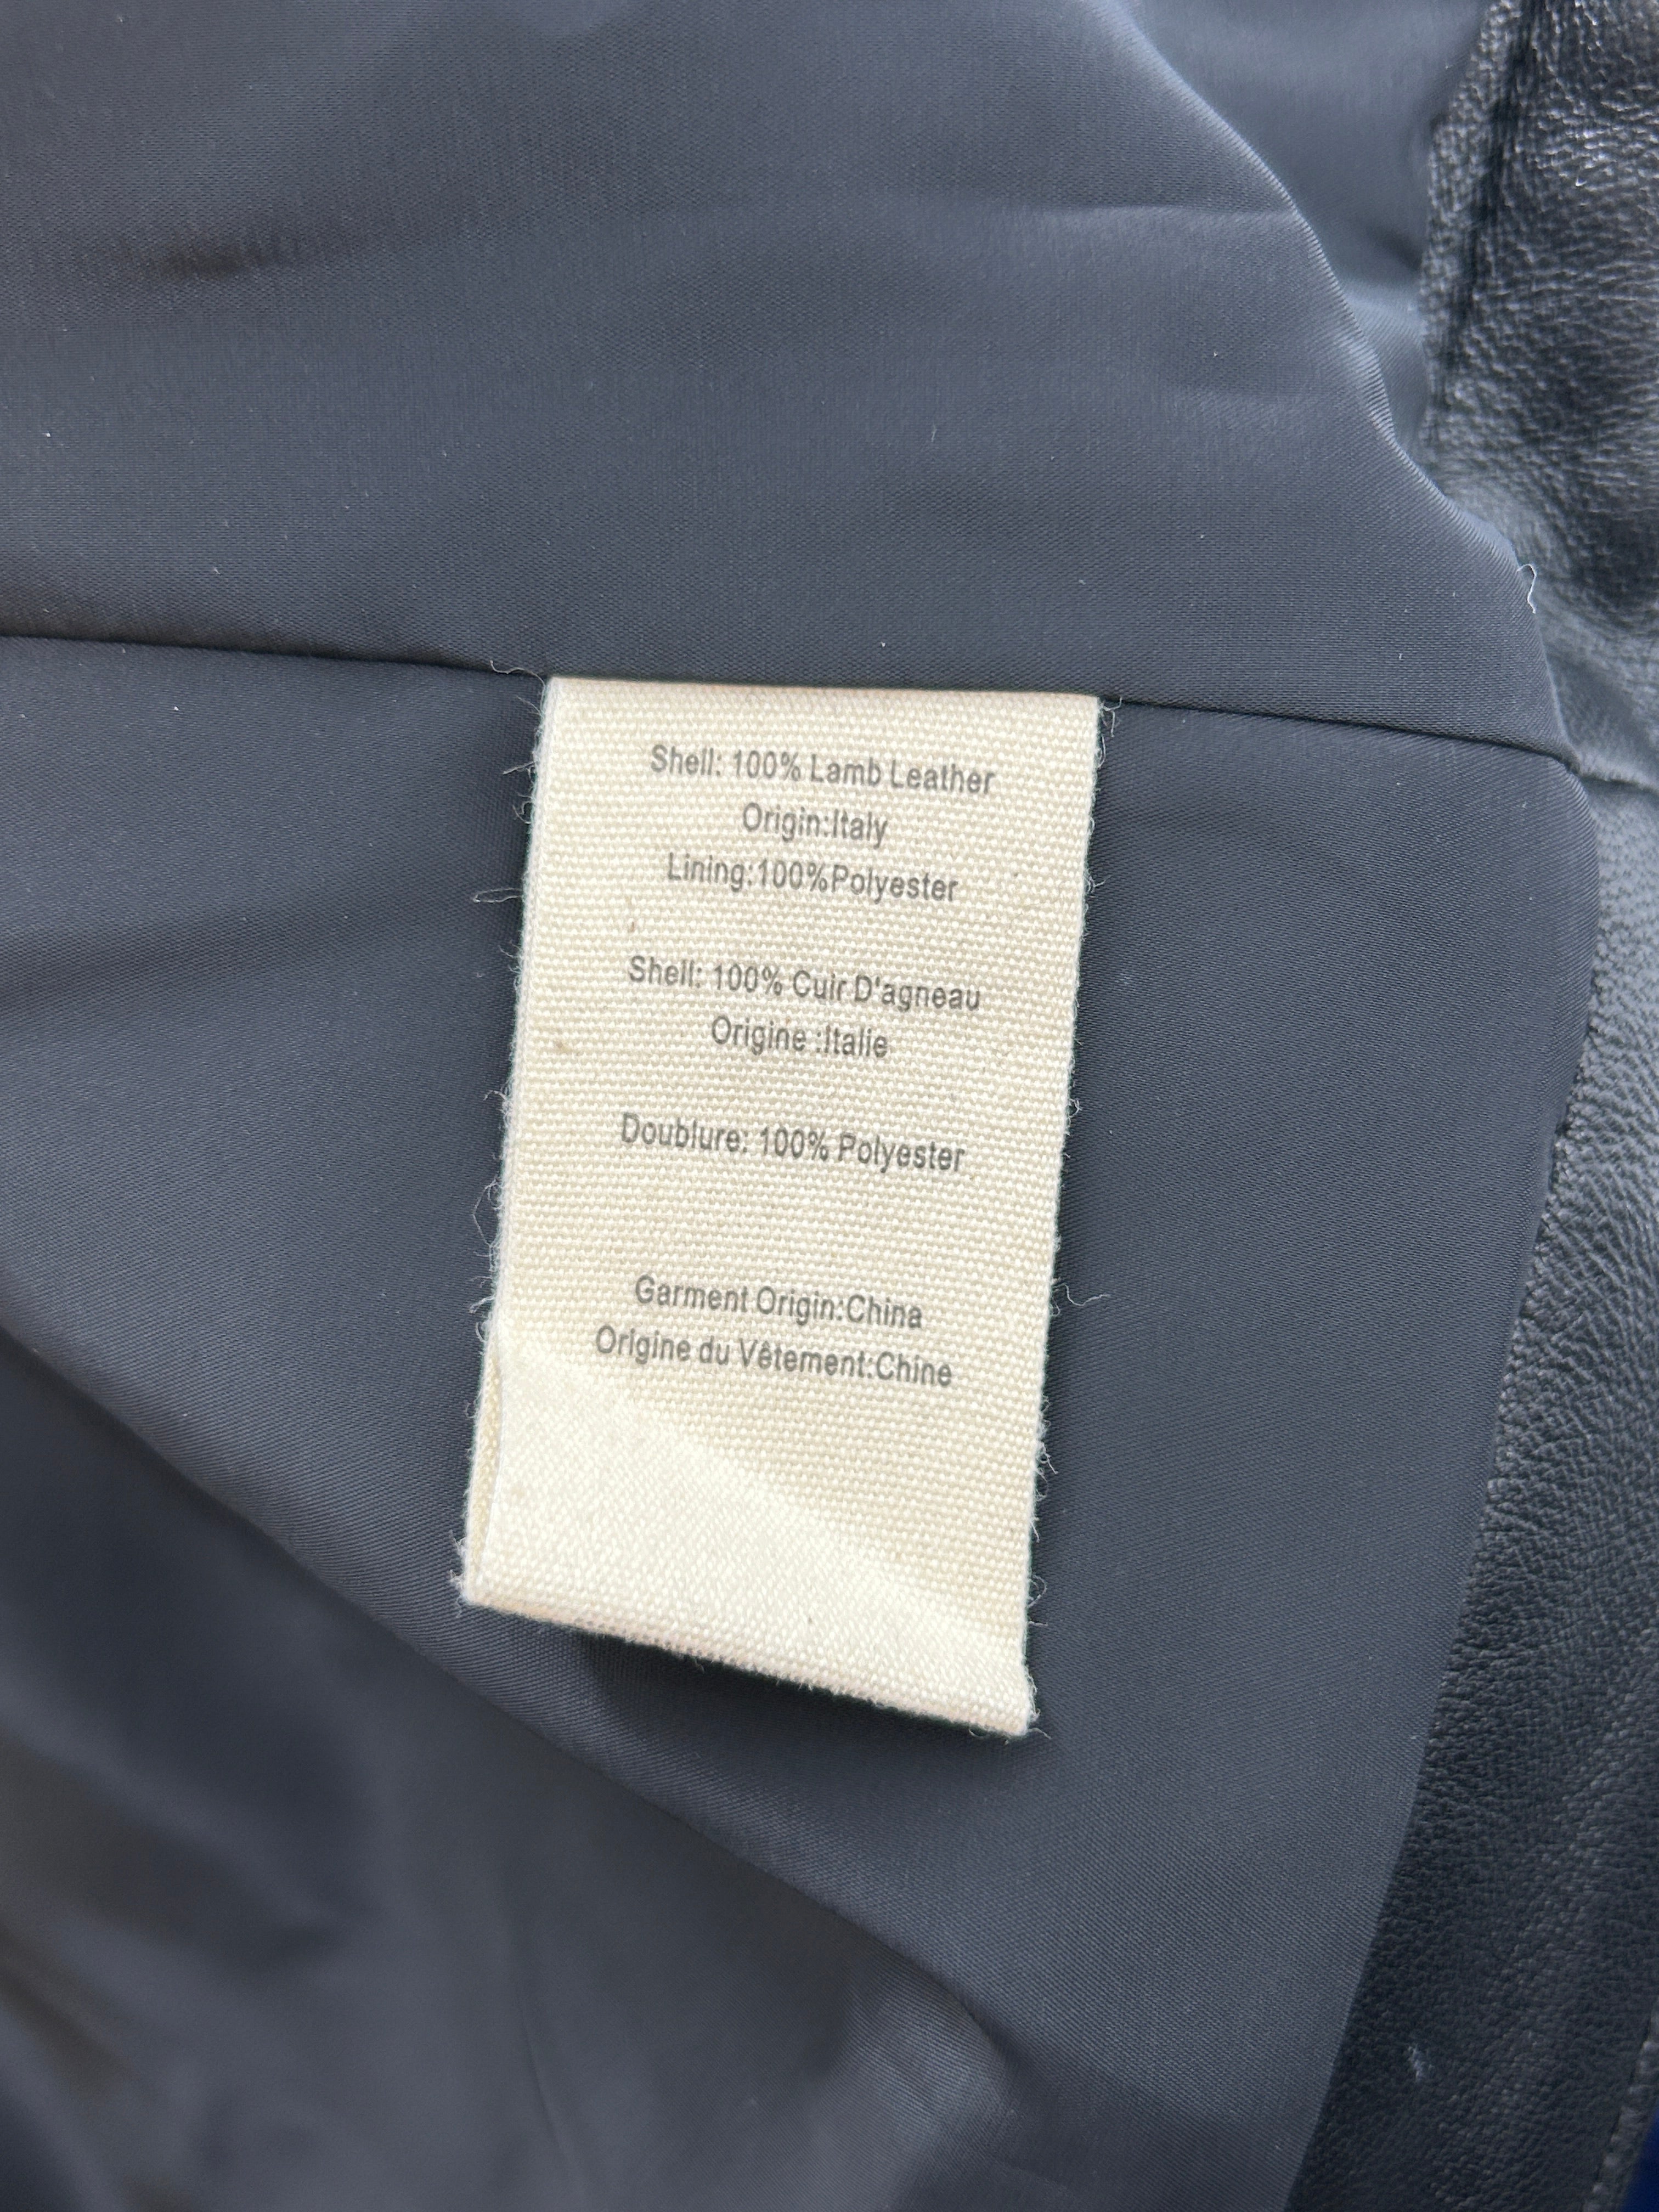 Shell: 100% Lamb Leather
Origin:Italy
Lining:100%Polyester
Shell: 100% Cuir D'agneau
Origine :Italie
Doublure: 100% Polyester
Garment Origin:China
Origine du Vêtement:Chine